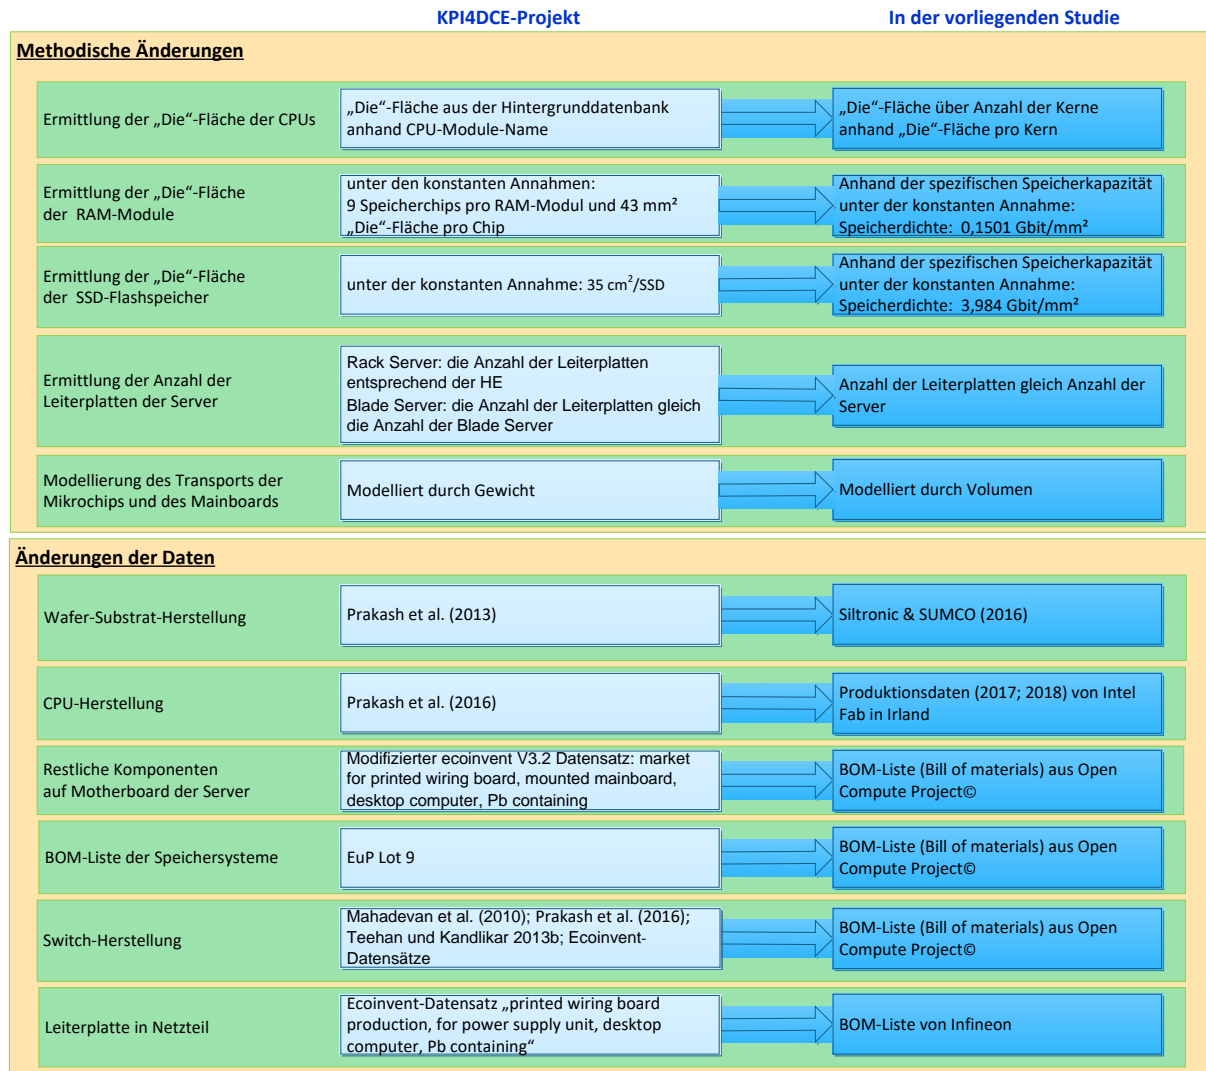 KPI4DCE-Projekt
In der vorliegenden Studie
Methodische Änderungen
Ermittlung der „Die“-Fläche der CPUs
„Die“-Fläche aus der Hintergrunddatenbank
anhand CPU-Module-Name
„Die“-Fläche über Anzahl der Kerne
anhand „Die“-Fläche pro Kern
Ermittlung der „Die“-Fläche
der  RAM-Module
unter den konstanten Annahmen:
9 Speicherchips pro RAM-Modul und 43 mm²
„Die“-Fläche pro Chip
Anhand der spezifischen Speicherkapazität
unter der konstanten Annahme:
Speicherdichte:  0,1501 Gbit/mm²
Ermittlung der „Die“-Fläche
der  SSD-Flashspeicher
unter der konstanten Annahme: 35 cm²/SSD
Anhand der spezifischen Speicherkapazität
unter der konstanten Annahme:
Speicherdichte:  3,984 Gbit/mm²
Ermittlung der Anzahl der
Leiterplatten der Server
Rack Server: die Anzahl der Leiterplatten
entsprechend der HE
Blade Server: die Anzahl der Leiterplatten gleich
die Anzahl der Blade Server
Anzahl der Leiterplatten gleich Anzahl der
Server
Modellierung des Transports der
Mikrochips und des Mainboards
Modelliert durch Gewicht
Modelliert durch Volumen
Änderungen der Daten
Wafer-Substrat-Herstellung
Prakash et al. (2013)
Siltronic & SUMCO (2016)
CPU-Herstellung
Prakash et al. (2016)
Produktionsdaten (2017; 2018) von Intel
Fab in Irland
Restliche Komponenten
auf Motherboard der Server
Modifizierter ecoinvent V3.2 Datensatz: market
for printed wiring board, mounted mainboard,
desktop computer, Pb containing
BOM-Liste (Bill of materials) aus Open
Compute Project©
BOM-Liste der Speichersysteme
EuP Lot 9
BOM-Liste (Bill of materials) aus Open
Compute Project©
Switch-Herstellung
Mahadevan et al. (2010); Prakash et al. (2016);
Teehan und Kandlikar 2013b; Ecoinvent-
Datensätze
BOM-Liste (Bill of materials) aus Open
Compute Project©
Leiterplatte in Netzteil
Ecoinvent-Datensatz „printed wiring board
production, for power supply unit, desktop
computer, Pb containing“
BOM-Liste von Infineon